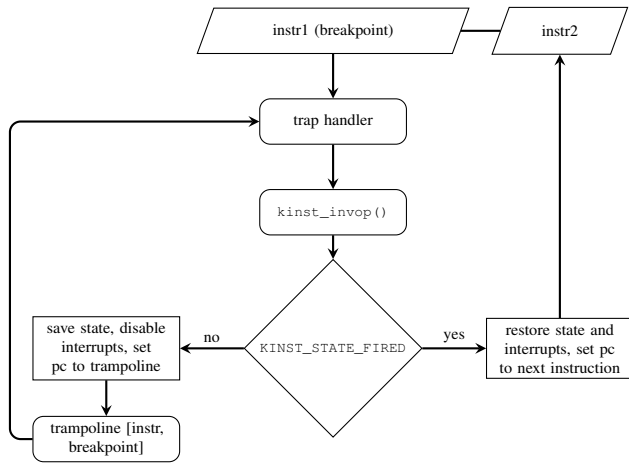 instr1 (breakpoint)
instr2
trap handler
kinst_invop()
KINST_STATE_FIRED
no
yes
save state, disable
interrupts, set
pc to trampoline
restore state and
interrupts, set pc
to next instruction
trampoline [instr,
breakpoint]